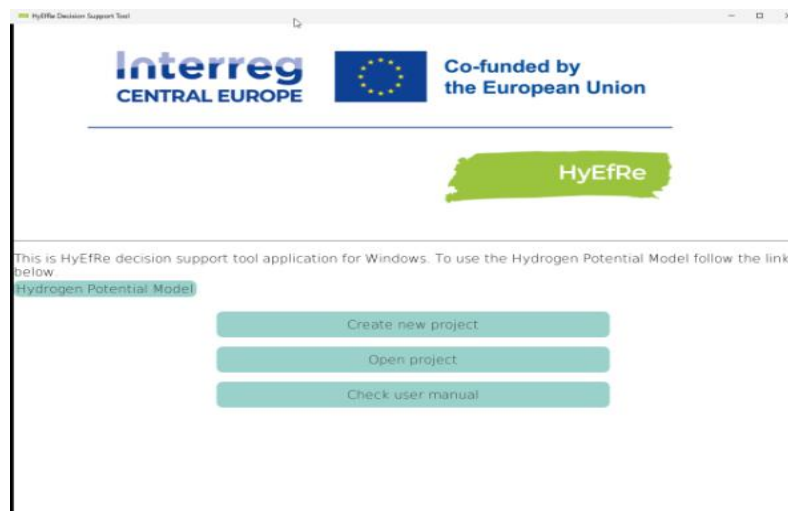 HyEfRe Decision Support Tool
Interreg
CENTRAL EUROPE
Co-funded by
the European Union
HyEfRe
This is HyEfRe decision support tool application for Windows. To use the Hydrogen Potential Model follow the link
below.
Hydrogen Potential Model
Create new project
Open project
Check user manual